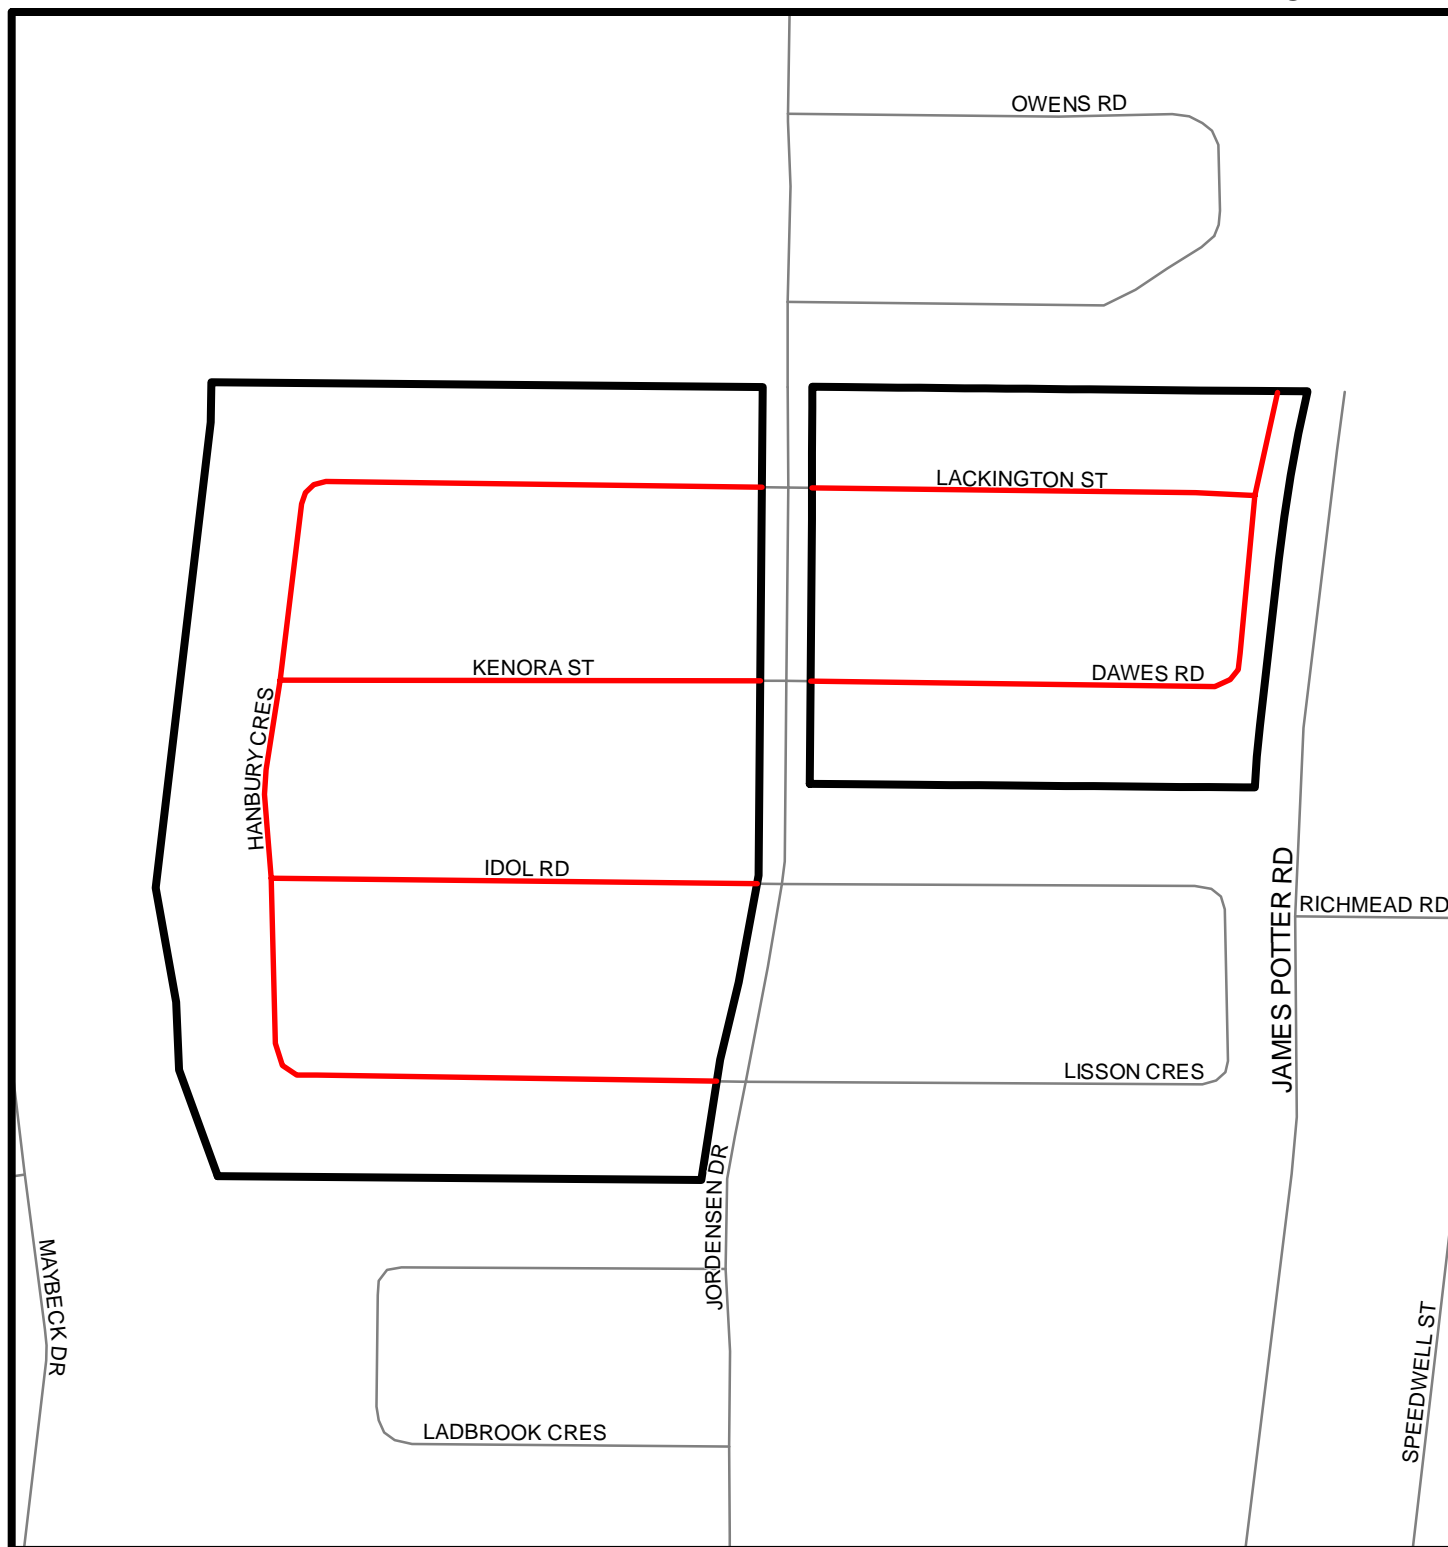 OWENS RD
LACKINGTON ST
KENORA ST
DAWES RD
HANBURY CRES
IDOL RD
JAMES POTTER RD
RICHMEAD RD
LISSON CRES
JORDENSEN DR
MAYBECK DR
SPEEDWELL ST
LADBROOK CRES